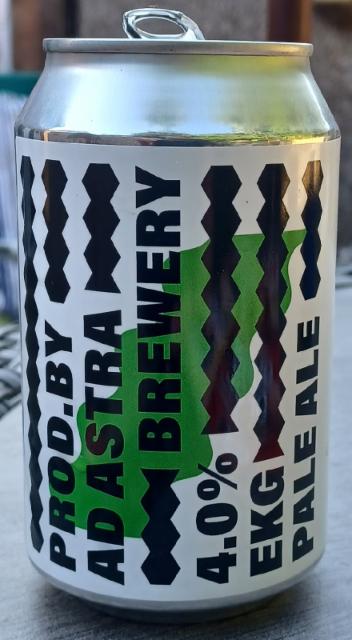 PROD.BY
AD ASTRA
BREWERY
4.0%
EKG
PALE ALE